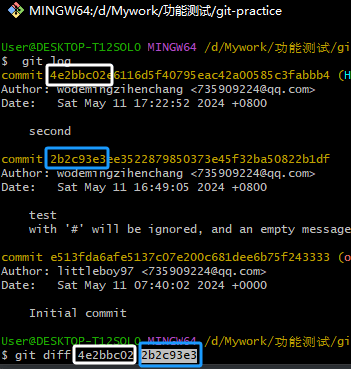 MINGW64:/d/Mywork/功能测试/git-practice
User@DESKTOP-T12SOLO MINGW64 /d/Mywork/功能测试/gi
$ git log
commit 4e2bbc02e6116d5f40795eac42a00585c3fabbb4 (H
Author: wodemingzihenchang <735909224@qq.com>
Date: Sat May 11 17:22:52 2024 +0800
second
commit 2b2c93e3ee3522879850373e45f32ba50822b1df
Author: wodemingzihenchang <735909224@qq.com>
Date: Sat May 11 16:49:05 2024 +0800
test
with '#' will be ignored, and an empty message
commit e513fda6afe5137c07e200c681dee6b75f243333 (o
Author: littleboy97 <735909224@qq.com>
Date: Sat May 11 07:40:02 2024 +0000
Initial commit
User@DESKTOP-T12SOLO MINGW64 /d/Mywork/功能测试/gi
$ git diff 4e2bbc02 2b2c93e3